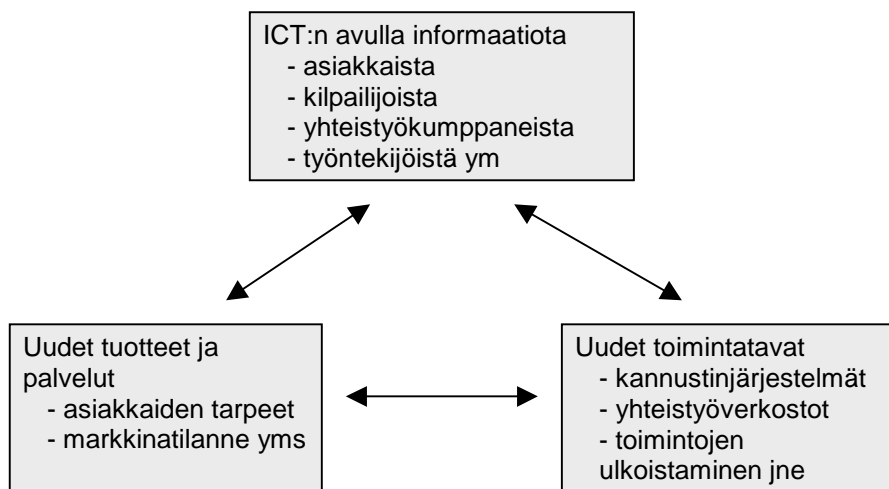 ICT:n avulla informaatiota
- asiakkaista
- kilpailijoista
- yhteistyökumppaneista
- työntekijöistä ym
Uudet tuotteet ja
palvelut
- asiakkaiden tarpeet
- markkinatilanne yms
Uudet toimintatavat
- kannustinjärjestelmät
- yhteistyöverkostot
- toimintojen
ulkoistaminen jne